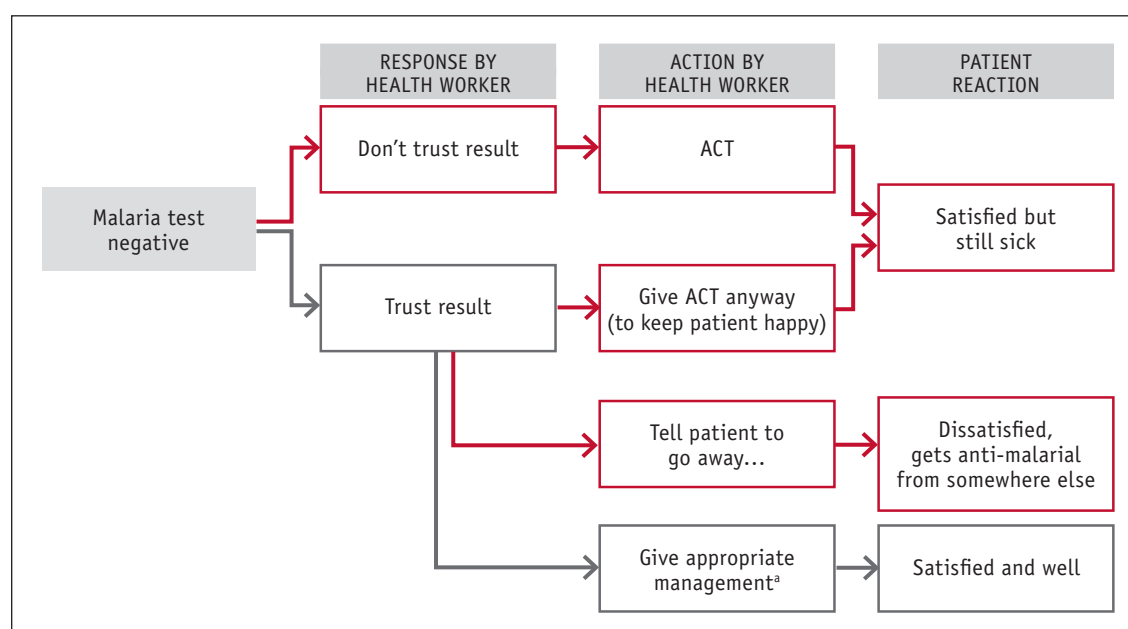 RESPONSE BY
HEALTH WORKER
ACTION BY
HEALTH WORKER
PATIENT
REACTION
Don't trust result
ACT
Malaria test
negative
Satisfied but
still sick
Trust result
Give ACT anyway
(to keep patient happy)
Tell patient to
go away…
Dissatisfied,
gets anti-malarial
from somewhere else
Give appropriate
managementᵃ
Satisfied and well